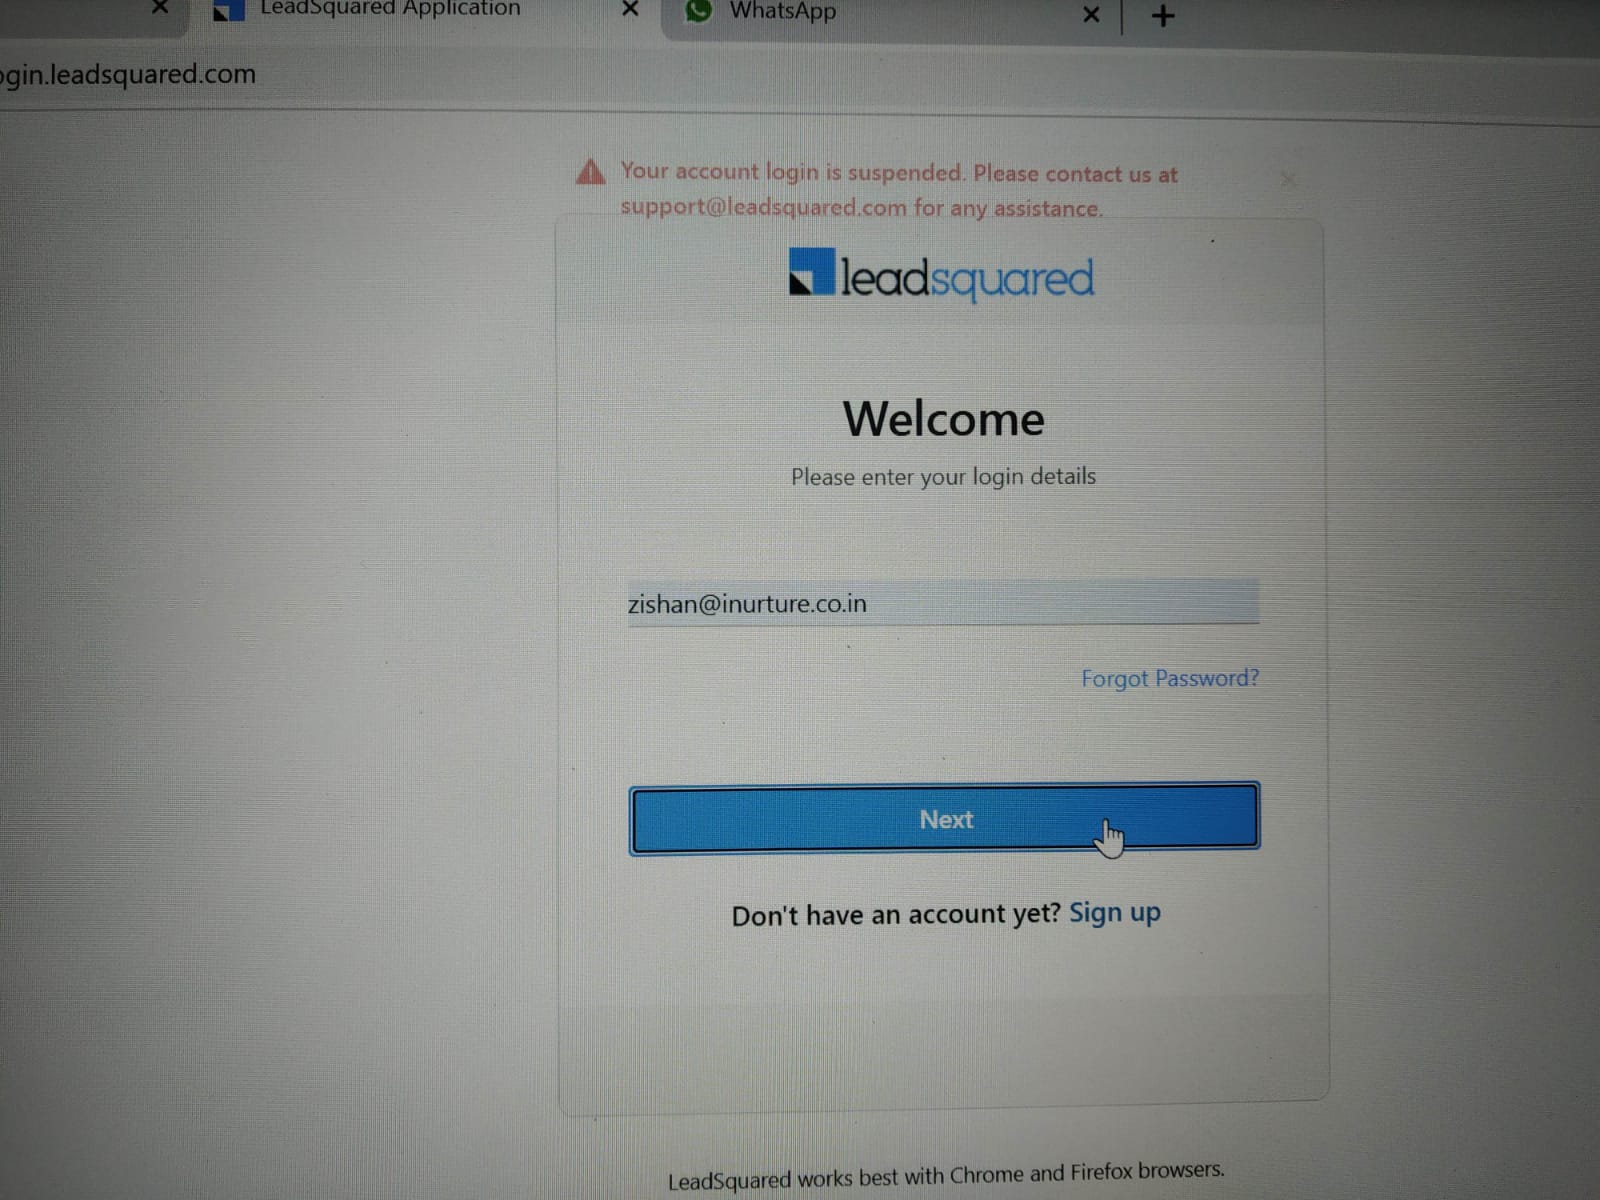 LeadSquared Application
WhatsApp
gin.leadsquared.com
Your account login is suspended. Please contact us at
support@leadsquared.com for any assistance.
leadsquared
Welcome
Please enter your login details
zishan@inurture.co.in
Forgot Password?
Next
Don't have an account yet? Sign up
LeadSquared works best with Chrome and Firefox browsers.